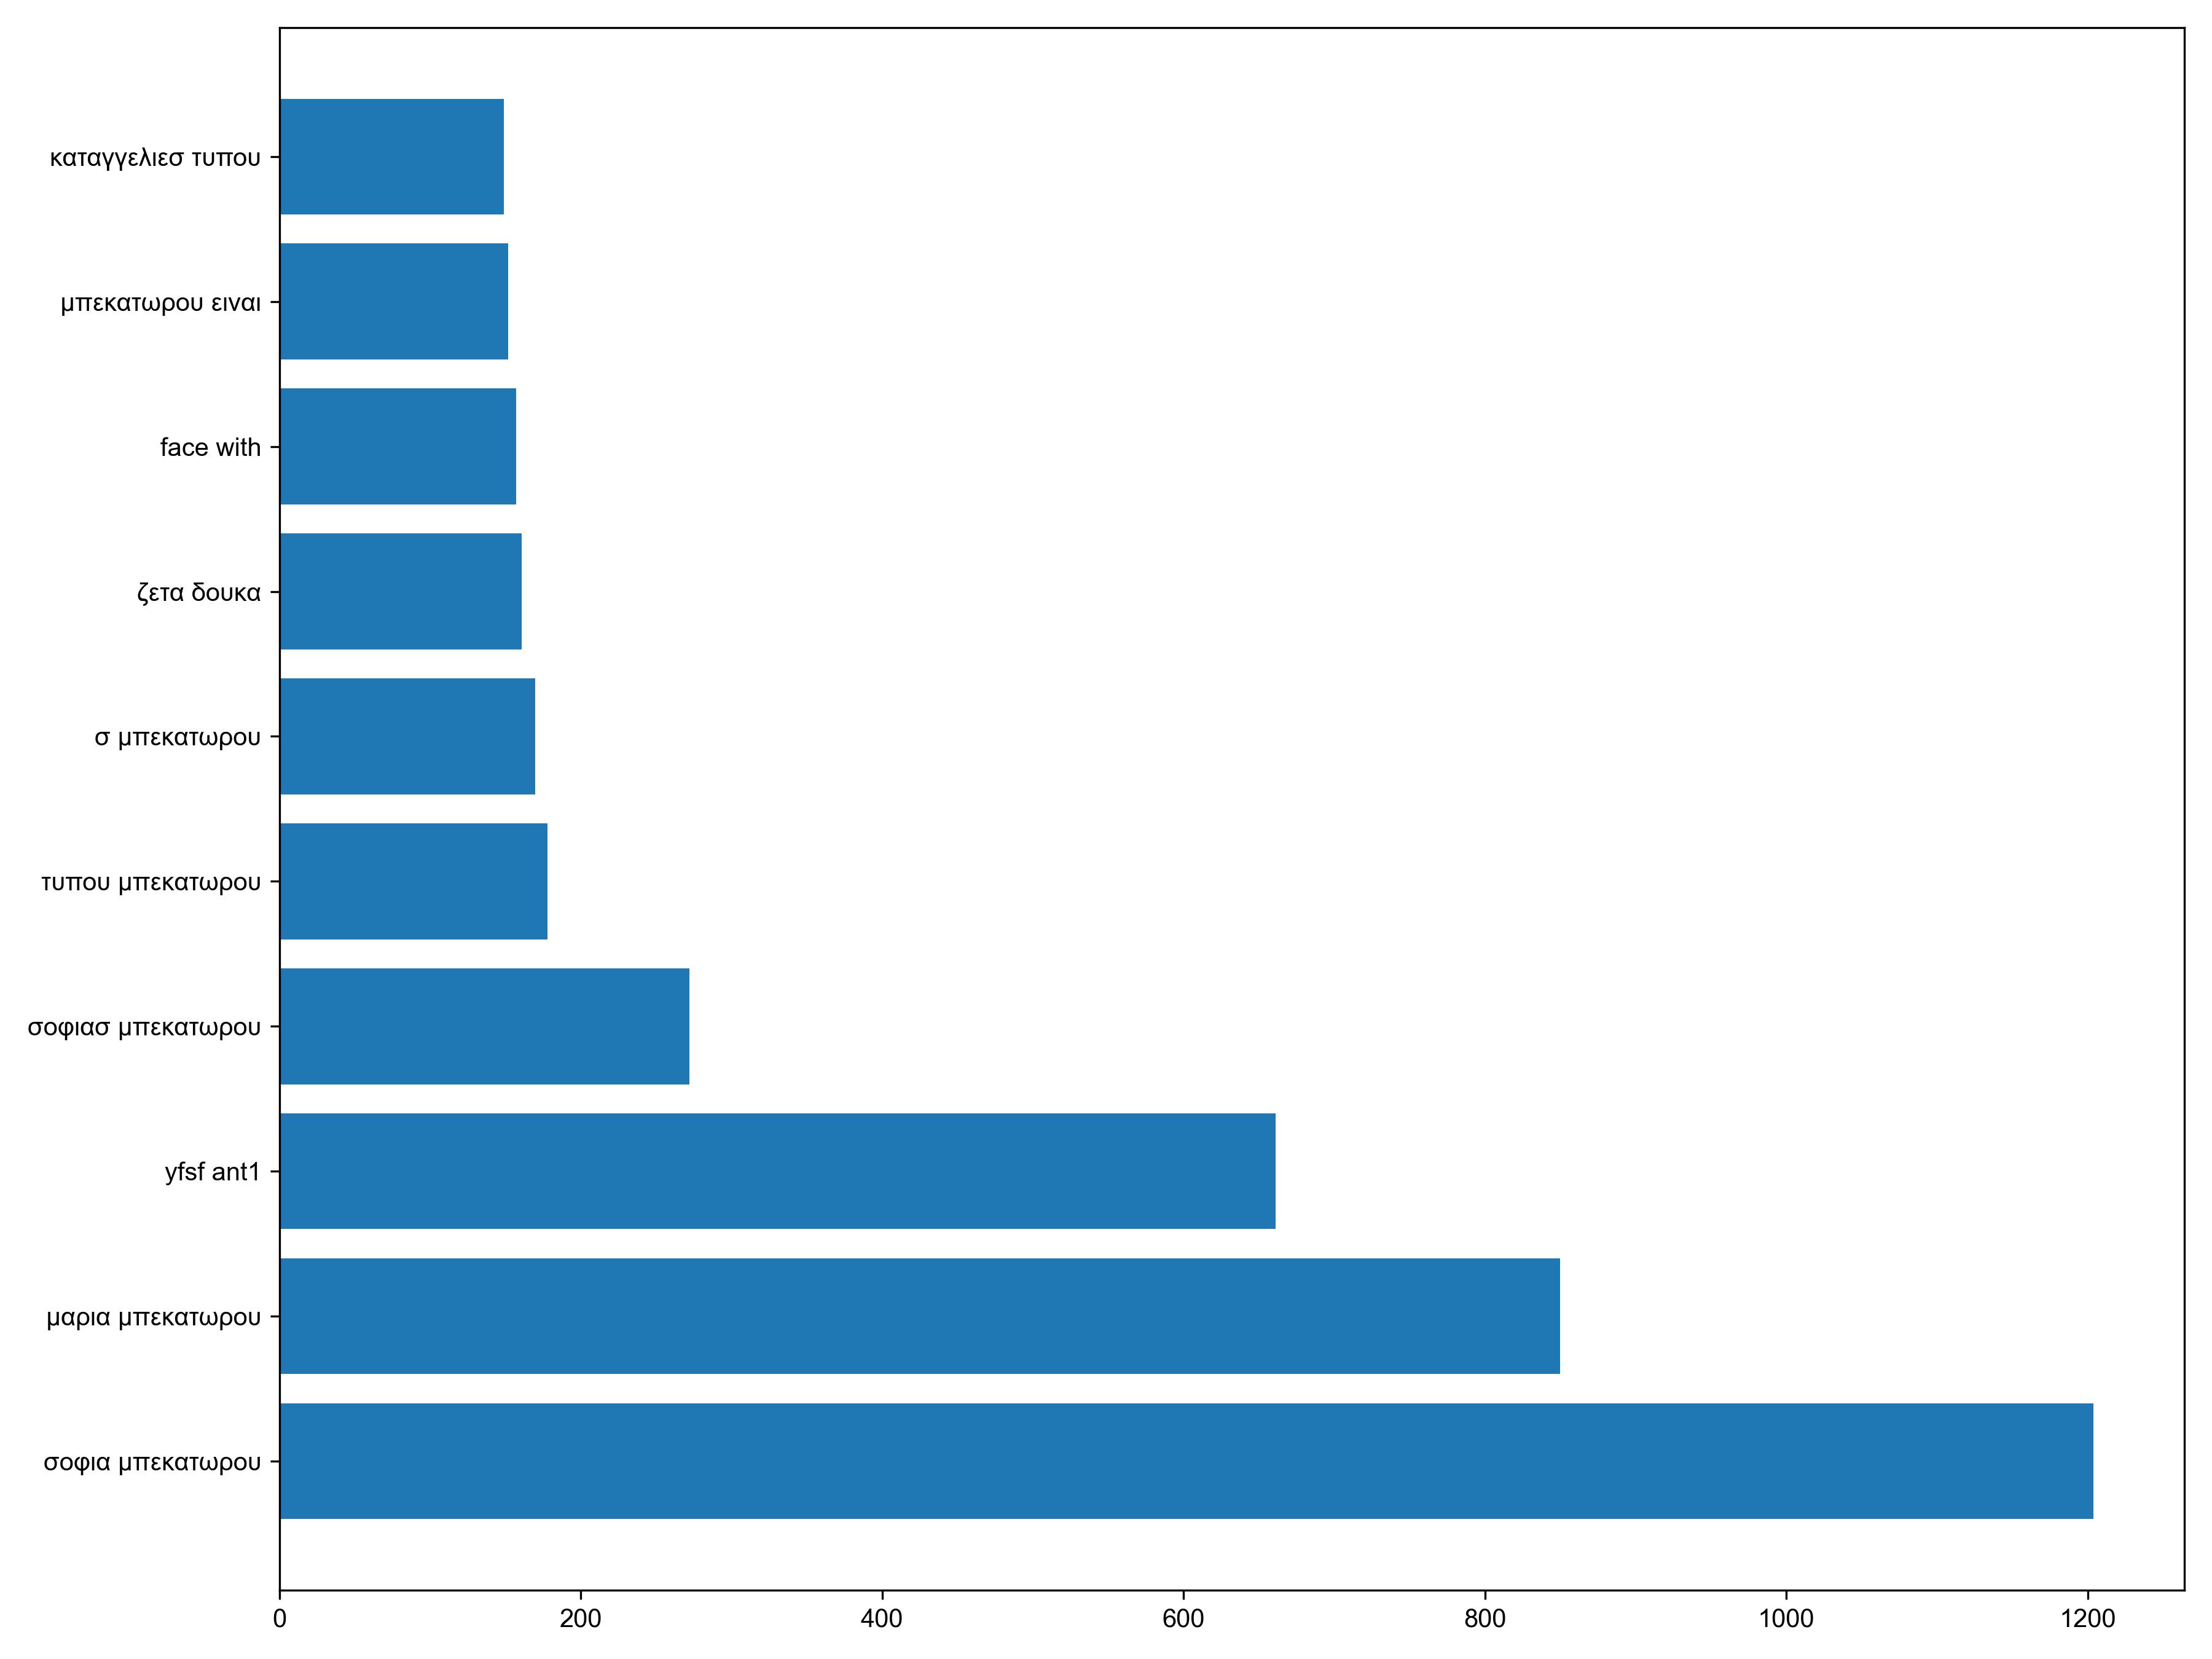 καταγγελιεσ τυπου
μπεκατωρου ειναι
face with
ζετα δουκα
σ μπεκατωρου
τυπου μπεκατωρου
σοφιασ μπεκατωρου
yfsf ant1
μαρια μπεκατωρου
σοφια μπεκατωρου
0 200 400 600 800 1000 1200